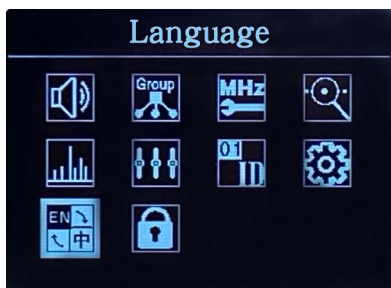 Language
Group
MHz
01
ID
EN
中